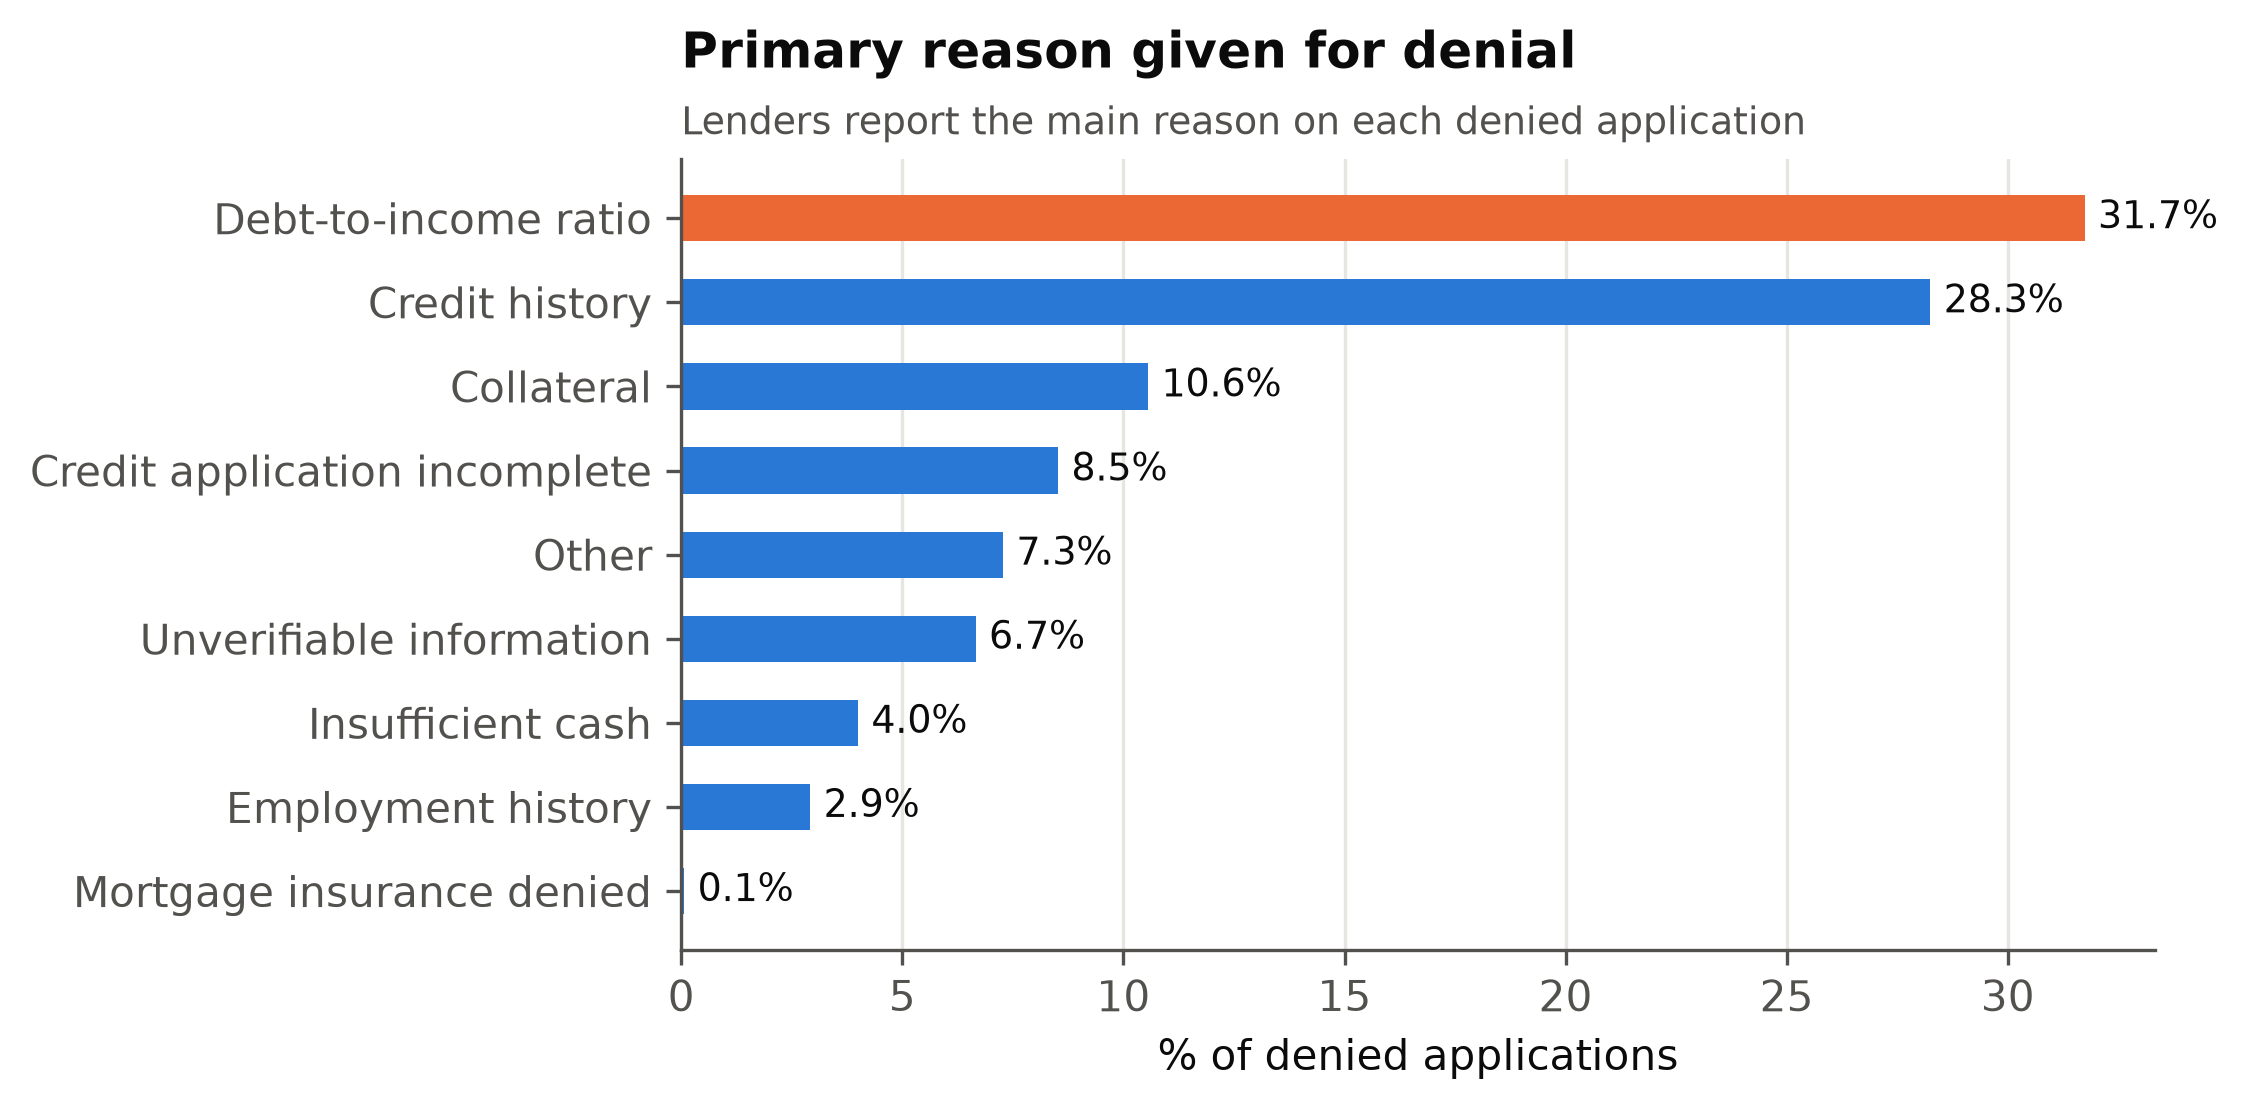 Primary reason given for denial
Lenders report the main reason on each denied application
Debt-to-income ratio 31.7%
Credit history 28.3%
Collateral 10.6%
Credit application incomplete 8.5%
Other 7.3%
Unverifiable information 6.7%
Insufficient cash 4.0%
Employment history 2.9%
Mortgage insurance denied 0.1%
0 5 10 15 20 25 30
% of denied applications